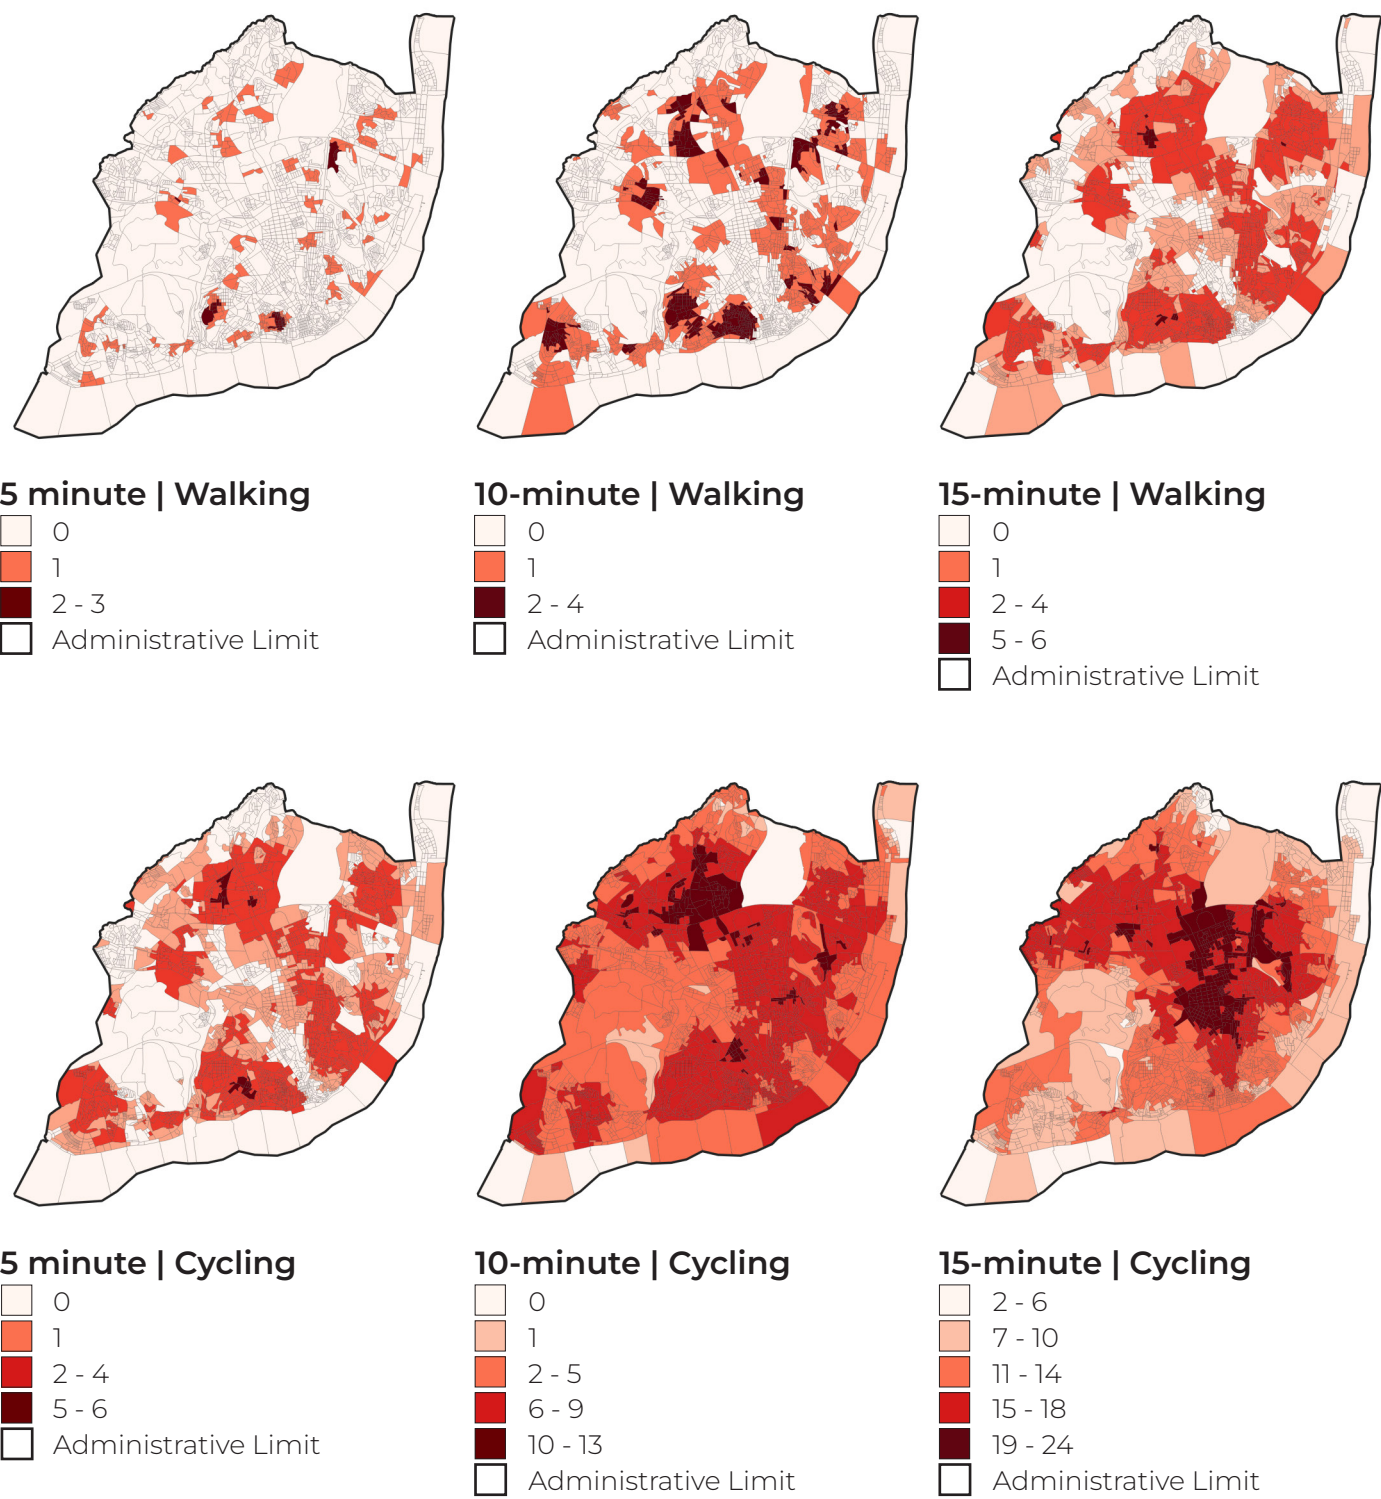 5 minute | Walking
0
1
2 - 3
Administrative Limit
10-minute | Walking
0
1
2 - 4
Administrative Limit
15-minute | Walking
0
1
2 - 4
5 - 6
Administrative Limit
5 minute | Cycling
0
1
2 - 4
5 - 6
Administrative Limit
10-minute | Cycling
0
1
2 - 5
6 - 9
10 - 13
Administrative Limit
15-minute | Cycling
2 - 6
7 - 10
11 - 14
15 - 18
19 - 24
Administrative Limit